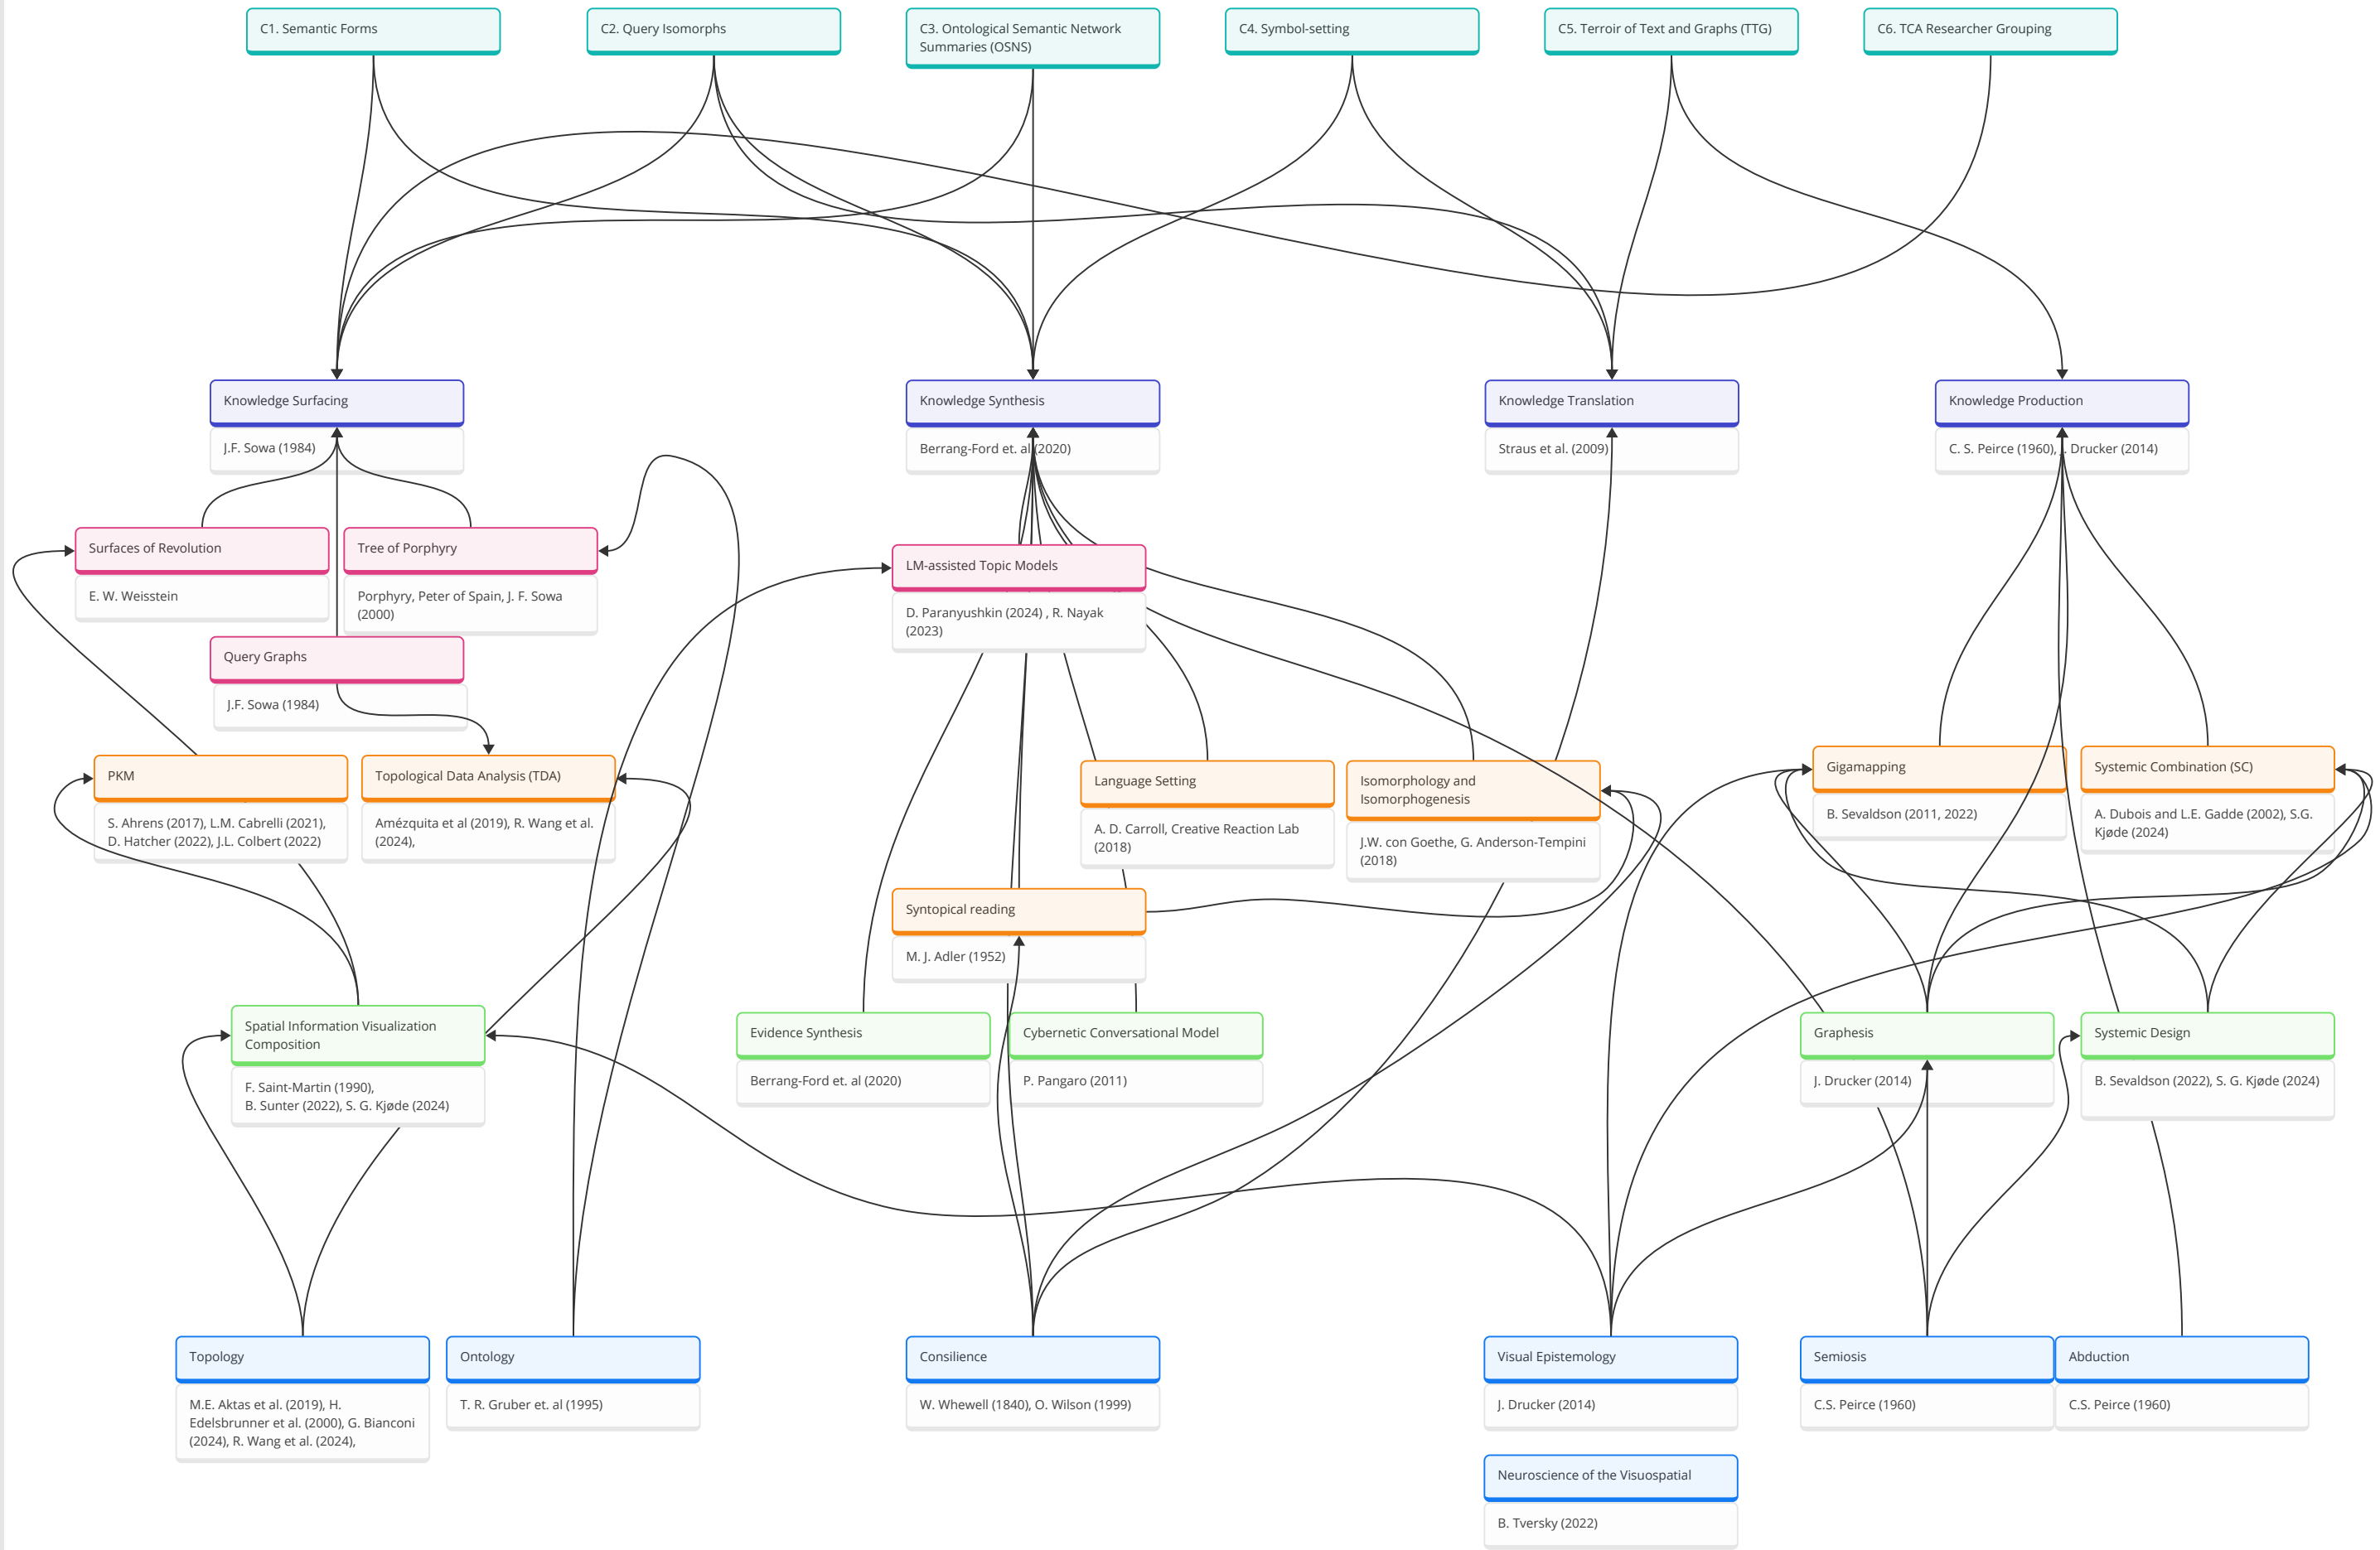 C1. Semantic Forms
C2. Query Isomorphs
C3. Ontological Semantic Network
Summaries (OSNS)
C4. Symbol-setting
C5. Terroir of Text and Graphs (TTG)
C6. TCA Researcher Grouping
Knowledge Surfacing
J.F. Sowa (1984)
Knowledge Synthesis
Berrang-Ford et. al (2020)
Knowledge Translation
Straus et al. (2009)
Knowledge Production
C. S. Peirce (1960), J. Drucker (2014)
Surfaces of Revolution
E. W. Weisstein
Tree of Porphyry
Porphyry, Peter of Spain, J. F. Sowa
(2000)
LM-assisted Topic Models
D. Paranyushkin (2024) , R. Nayak
(2023)
Query Graphs
J.F. Sowa (1984)
PKM
S. Ahrens (2017), L.M. Cabrelli (2021),
D. Hatcher (2022), J.L. Colbert (2022)
Topological Data Analysis (TDA)
Amézquita et al (2019), R. Wang et al.
(2024),
Language Setting
A. D. Carroll, Creative Reaction Lab
(2018)
Isomorphology and
Isomorphogenesis
J.W. con Goethe, G. Anderson-Tempini
(2018)
Gigamapping
B. Sevaldson (2011, 2022)
Systemic Combination (SC)
A. Dubois and L.E. Gadde (2002), S.G.
Kjøde (2024)
Syntopical reading
M. J. Adler (1952)
Spatial Information Visualization
Composition
F. Saint-Martin (1990),
B. Sunter (2022), S. G. Kjøde (2024)
Evidence Synthesis
Berrang-Ford et. al (2020)
Cybernetic Conversational Model
P. Pangaro (2011)
Graphesis
J. Drucker (2014)
Systemic Design
B. Sevaldson (2022), S. G. Kjøde (2024)
Topology
M.E. Aktas et al. (2019), H.
Edelsbrunner et al. (2000), G. Bianconi
(2024), R. Wang et al. (2024),
Ontology
T. R. Gruber et. al (1995)
Consilience
W. Whewell (1840), O. Wilson (1999)
Visual Epistemology
J. Drucker (2014)
Semiosis
C.S. Peirce (1960)
Abduction
C.S. Peirce (1960)
Neuroscience of the Visuospatial
B. Tversky (2022)